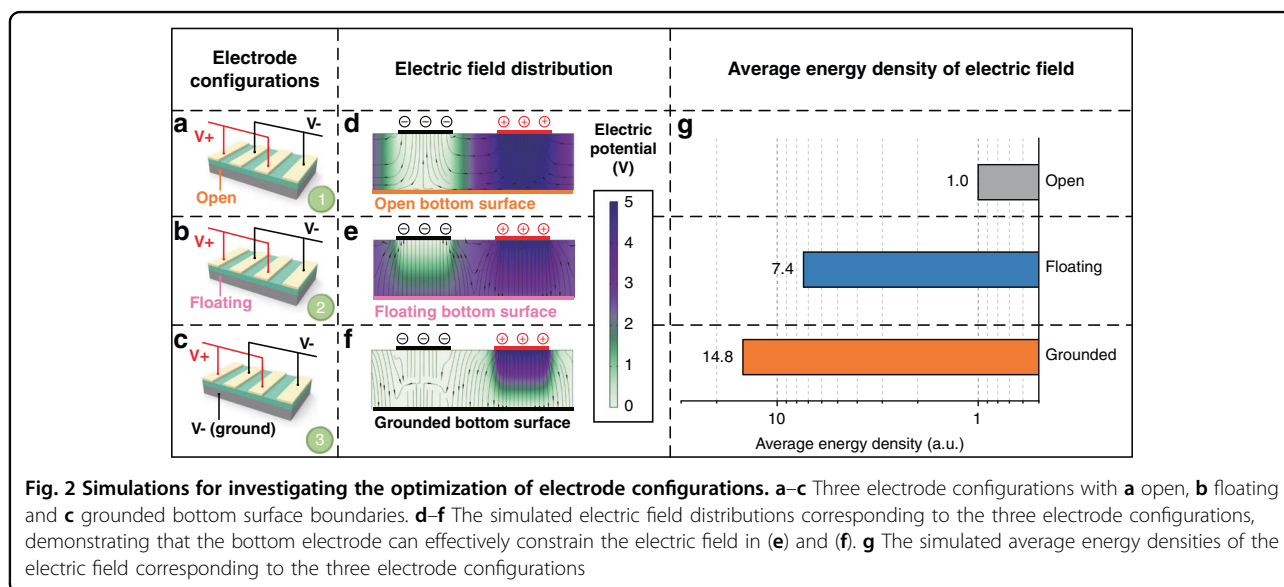 Electrode
configurations
Electric field distribution
Average energy density of electric field
a
V+
V-
Open
1
b
V+
V-
Floating
2
c
V+
V-
V- (ground)
3
d
− − −
+ + +
Open bottom surface
e
− − −
+ + +
Floating bottom surface
f
− − −
+ + +
Grounded bottom surface
Electric
potential
(V)
5
4
3
2
1
0
g
1.0
Open
7.4
Floating
14.8
Grounded
10
1
Average energy density (a.u.)
Fig. 2 Simulations for investigating the optimization of electrode configurations. a–c Three electrode configurations with a open, b floating
and c grounded bottom surface boundaries. d–f The simulated electric field distributions corresponding to the three electrode configurations,
demonstrating that the bottom electrode can effectively constrain the electric field in (e) and (f). g The simulated average energy densities of the
electric field corresponding to the three electrode configurations